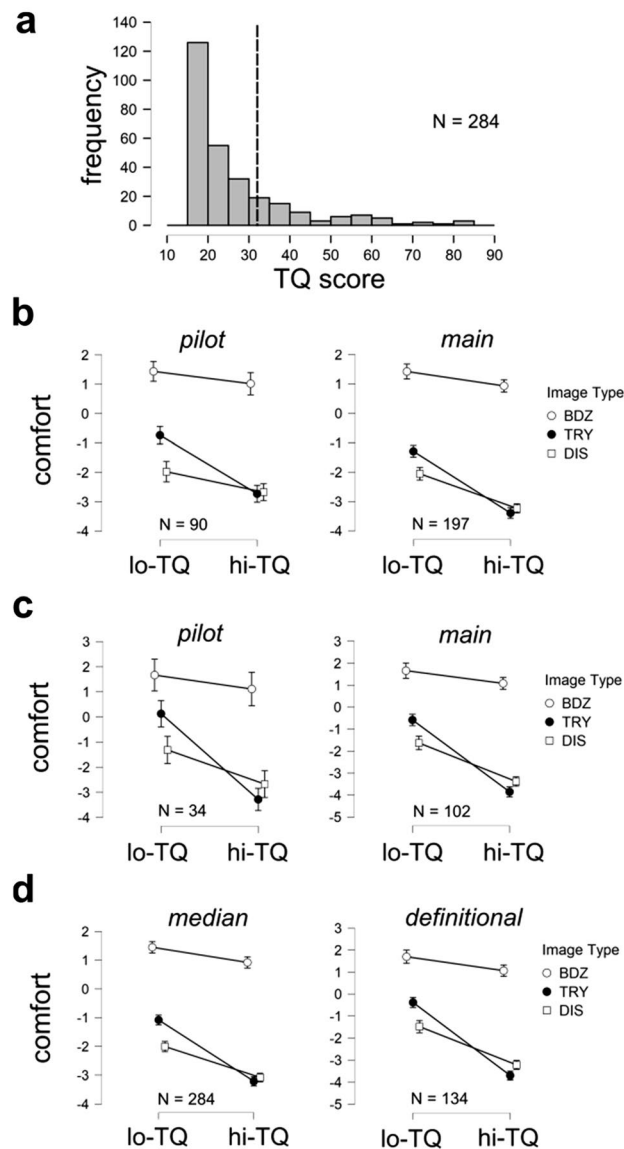 a
frequency
140
120
100
80
60
40
20
0
N = 284
10 20 30 40 50 60 70 80 90
TQ score
b
pilot main
comfort
2
1
0
-1
-2
-3
-4
N = 90
lo-TQ hi-TQ
2
1
0
-1
-2
-3
-4
N = 197
lo-TQ hi-TQ
Image Type
BDZ
TRY
DIS
c
pilot main
comfort
3
2
1
0
-1
-2
-3
-4
N = 34
lo-TQ hi-TQ
3
2
1
0
-1
-2
-3
-4
-5
N = 102
lo-TQ hi-TQ
Image Type
BDZ
TRY
DIS
d
median definitional
comfort
2
1
0
-1
-2
-3
-4
N = 284
lo-TQ hi-TQ
3
2
1
0
-1
-2
-3
-4
-5
N = 134
lo-TQ hi-TQ
Image Type
BDZ
TRY
DIS